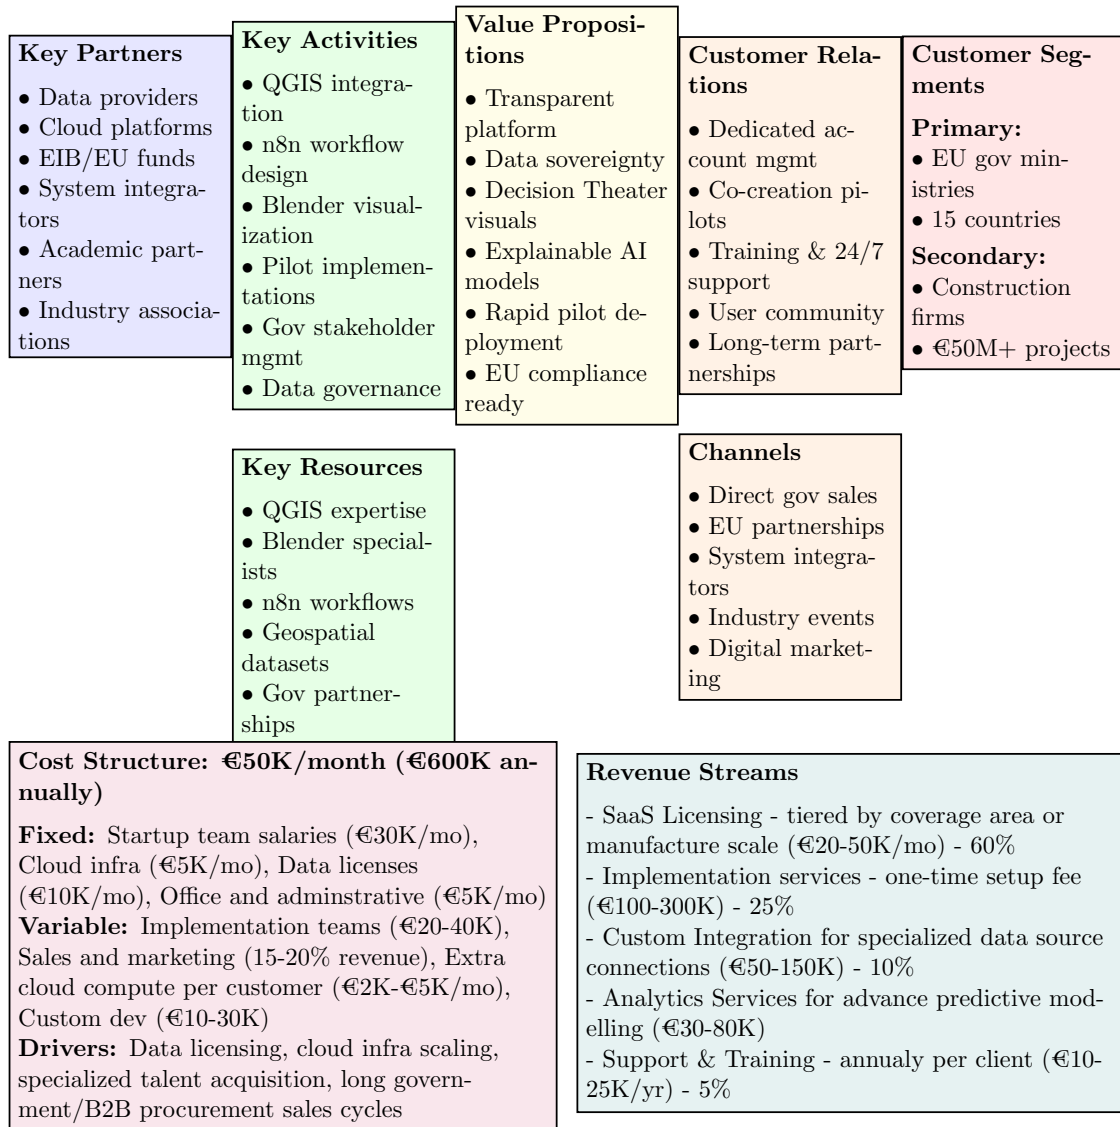 Key Partners
• Data providers
• Cloud platforms
• EIB/EU funds
• System integra-
tors
• Academic part-
ners
• Industry associa-
tions
Key Activities
• QGIS integra-
tion
• n8n workflow
design
• Blender visual-
ization
• Pilot implemen-
tations
• Gov stakeholder
mgmt
• Data governance
Value Proposi-
tions
• Transparent
platform
• Data sovereignty
• Decision Theater
visuals
• Explainable AI
models
• Rapid pilot de-
ployment
• EU compliance
ready
Customer Rela-
tions
• Dedicated ac-
count mgmt
• Co-creation pi-
lots
• Training & 24/7
support
• User community
• Long-term part-
nerships
Customer Seg-
ments
Primary:
• EU gov min-
istries
• 15 countries
Secondary:
• Construction
firms
• €50M+ projects
Key Resources
• QGIS expertise
• Blender special-
ists
• n8n workflows
• Geospatial
datasets
• Gov partner-
ships
Channels
• Direct gov sales
• EU partnerships
• System integra-
tors
• Industry events
• Digital market-
ing
Cost Structure: €50K/month (€600K an-
nually)
Fixed: Startup team salaries (€30K/mo),
Cloud infra (€5K/mo), Data licenses
(€10K/mo), Office and adminstrative (€5K/mo)
Variable: Implementation teams (€20-40K),
Sales and marketing (15-20% revenue), Extra
cloud compute per customer (€2K-€5K/mo),
Custom dev (€10-30K)
Drivers: Data licensing, cloud infra scaling,
specialized talent acquisition, long govern-
ment/B2B procurement sales cycles
Revenue Streams
- SaaS Licensing - tiered by coverage area or
manufacture scale (€20-50K/mo) - 60%
- Implementation services - one-time setup fee
(€100-300K) - 25%
- Custom Integration for specialized data source
connections (€50-150K) - 10%
- Analytics Services for advance predictive mod-
elling (€30-80K)
- Support & Training - annualy per client (€10-
25K/yr) - 5%